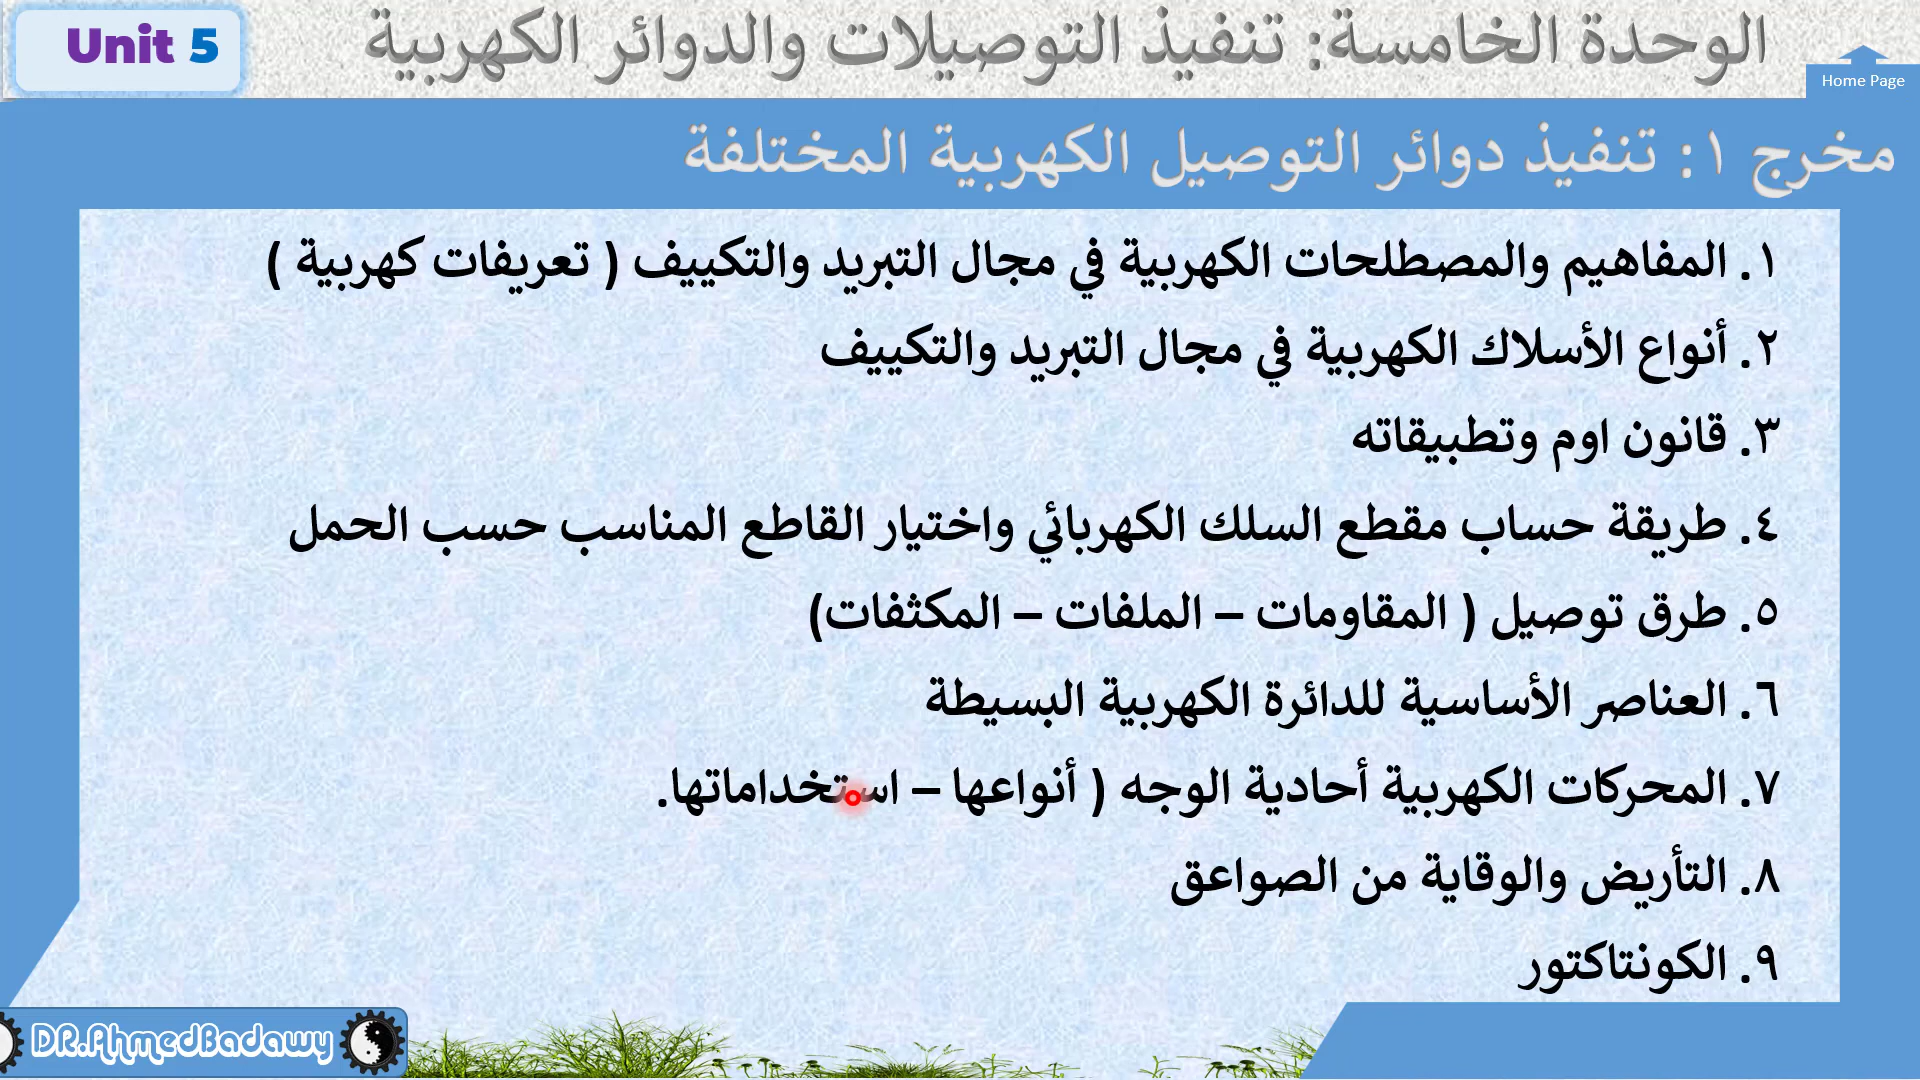 الوحدة الخامسة: تنفيذ التوصيلات والدوائر الكهربية
Unit 5
Home Page
مخرج ١: تنفيذ دوائر التوصيل الكهربية المختلفة
١. المفاهيم والمصطلحات الكهربية في مجال التبريد والتكييف ( تعريفات كهربية )
٢. أنواع الأسلاك الكهربية في مجال التبريد والتكييف
٣. قانون اوم وتطبيقاته
٤. طريقة حساب مقطع السلك الكهربائي واختيار القاطع المناسب حسب الحمل
٥. طرق توصيل ( المقاومات – الملفات – المكثفات)
٦. العناصر الأساسية للدائرة الكهربية البسيطة
٧. المحركات الكهربية أحادية الوجه ( أنواعها – استخداماتها.
٨. التأريض والوقاية من الصواعق
٩. الكونتاكتور
DR.AhmedBadawy